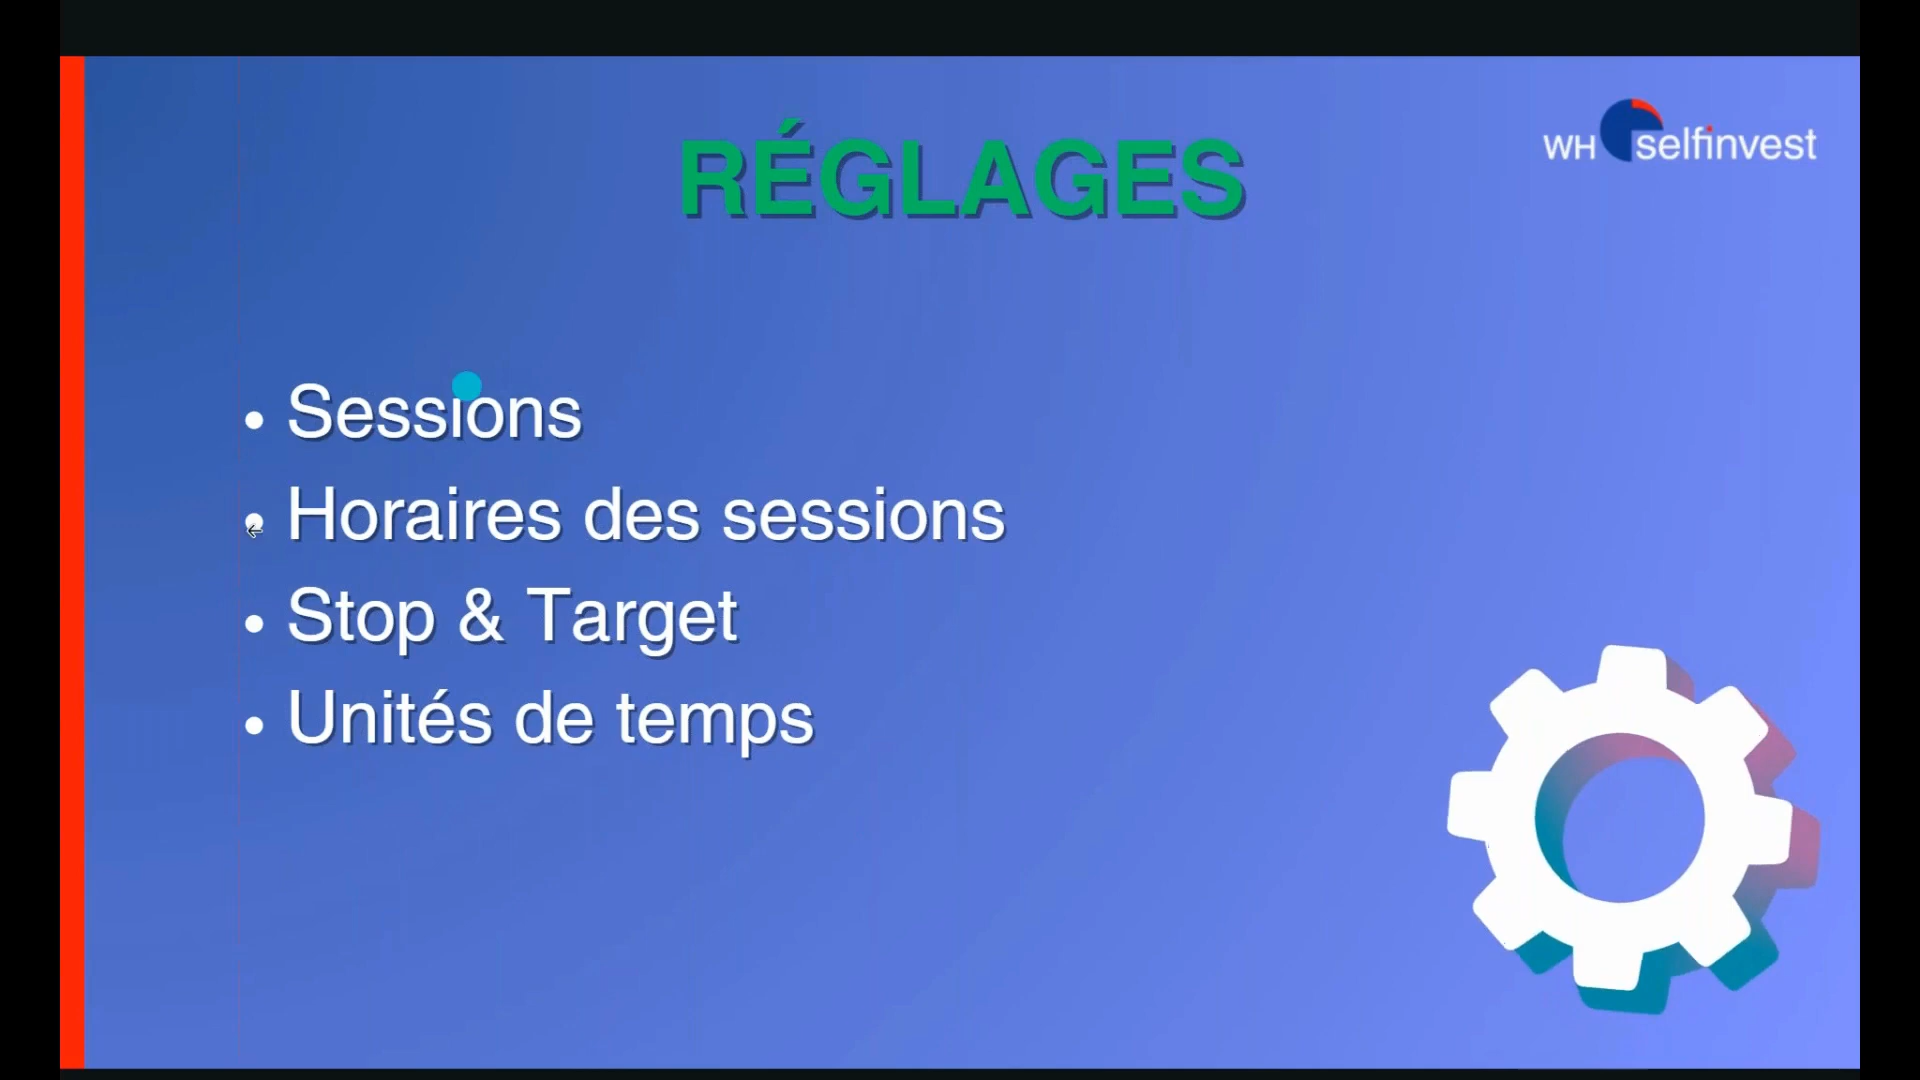 RÉGLAGES
WH selfinvest
• Sessions
• Horaires des sessions
• Stop & Target
• Unités de temps